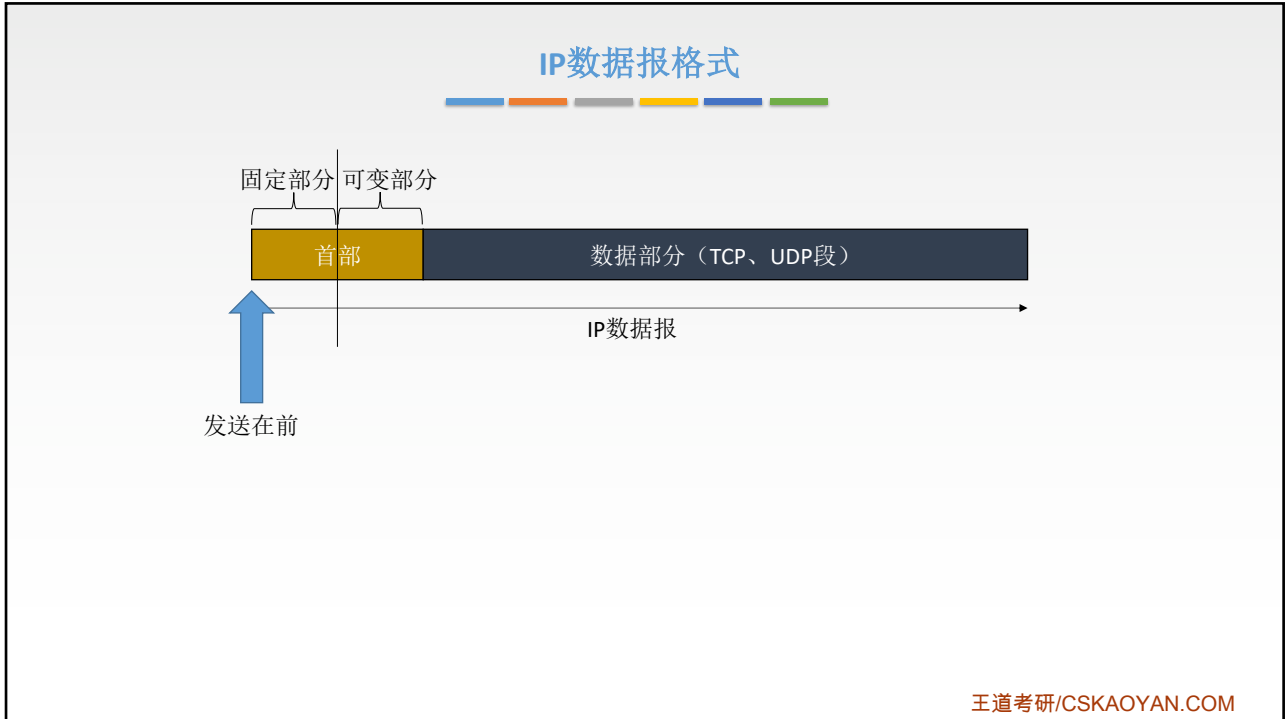 IP数据报格式
固定部分 可变部分
首部 数据部分（TCP、UDP段）
IP数据报
发送在前
王道考研/CSKAOYAN.COM